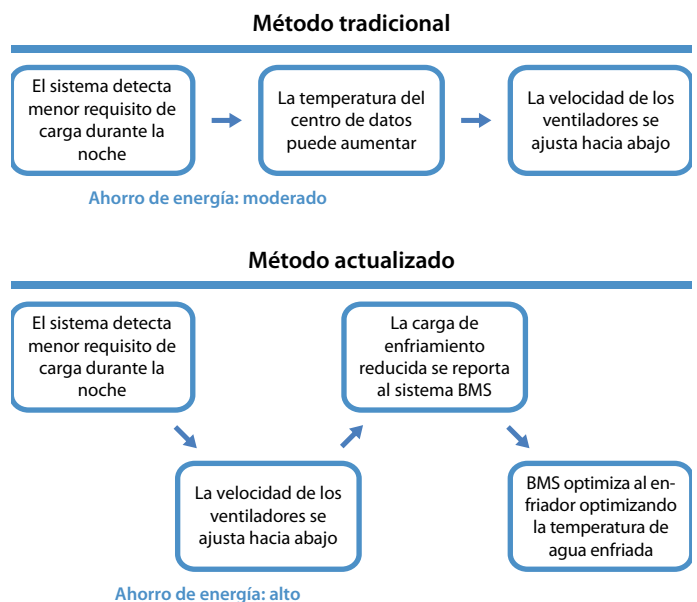 Método tradicional
El sistema detecta
menor requisito de
carga durante la
noche
La temperatura del
centro de datos
puede aumentar
La velocidad de los
ventiladores se
ajusta hacia abajo
Ahorro de energía: moderado
Método actualizado
El sistema detecta
menor requisito de
carga durante la
noche
La velocidad de los
ventiladores se
ajusta hacia abajo
La carga de
enfriamiento
reducida se reporta
al sistema BMS
BMS optimiza al en-
friador optimizando
la temperatura de
agua enfriada
Ahorro de energía: alto